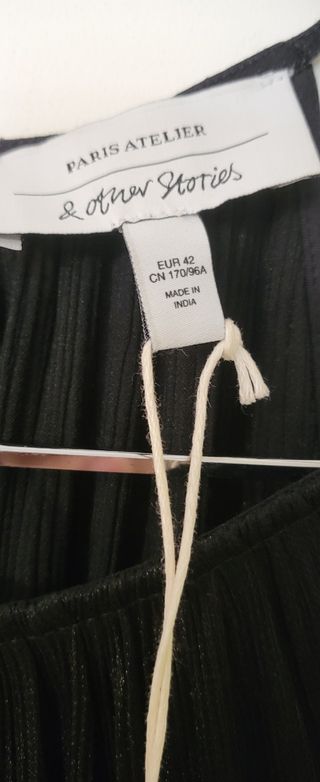 PARIS ATELIER
& other Stories
EUR 42
CN 170/96A
MADE IN
INDIA